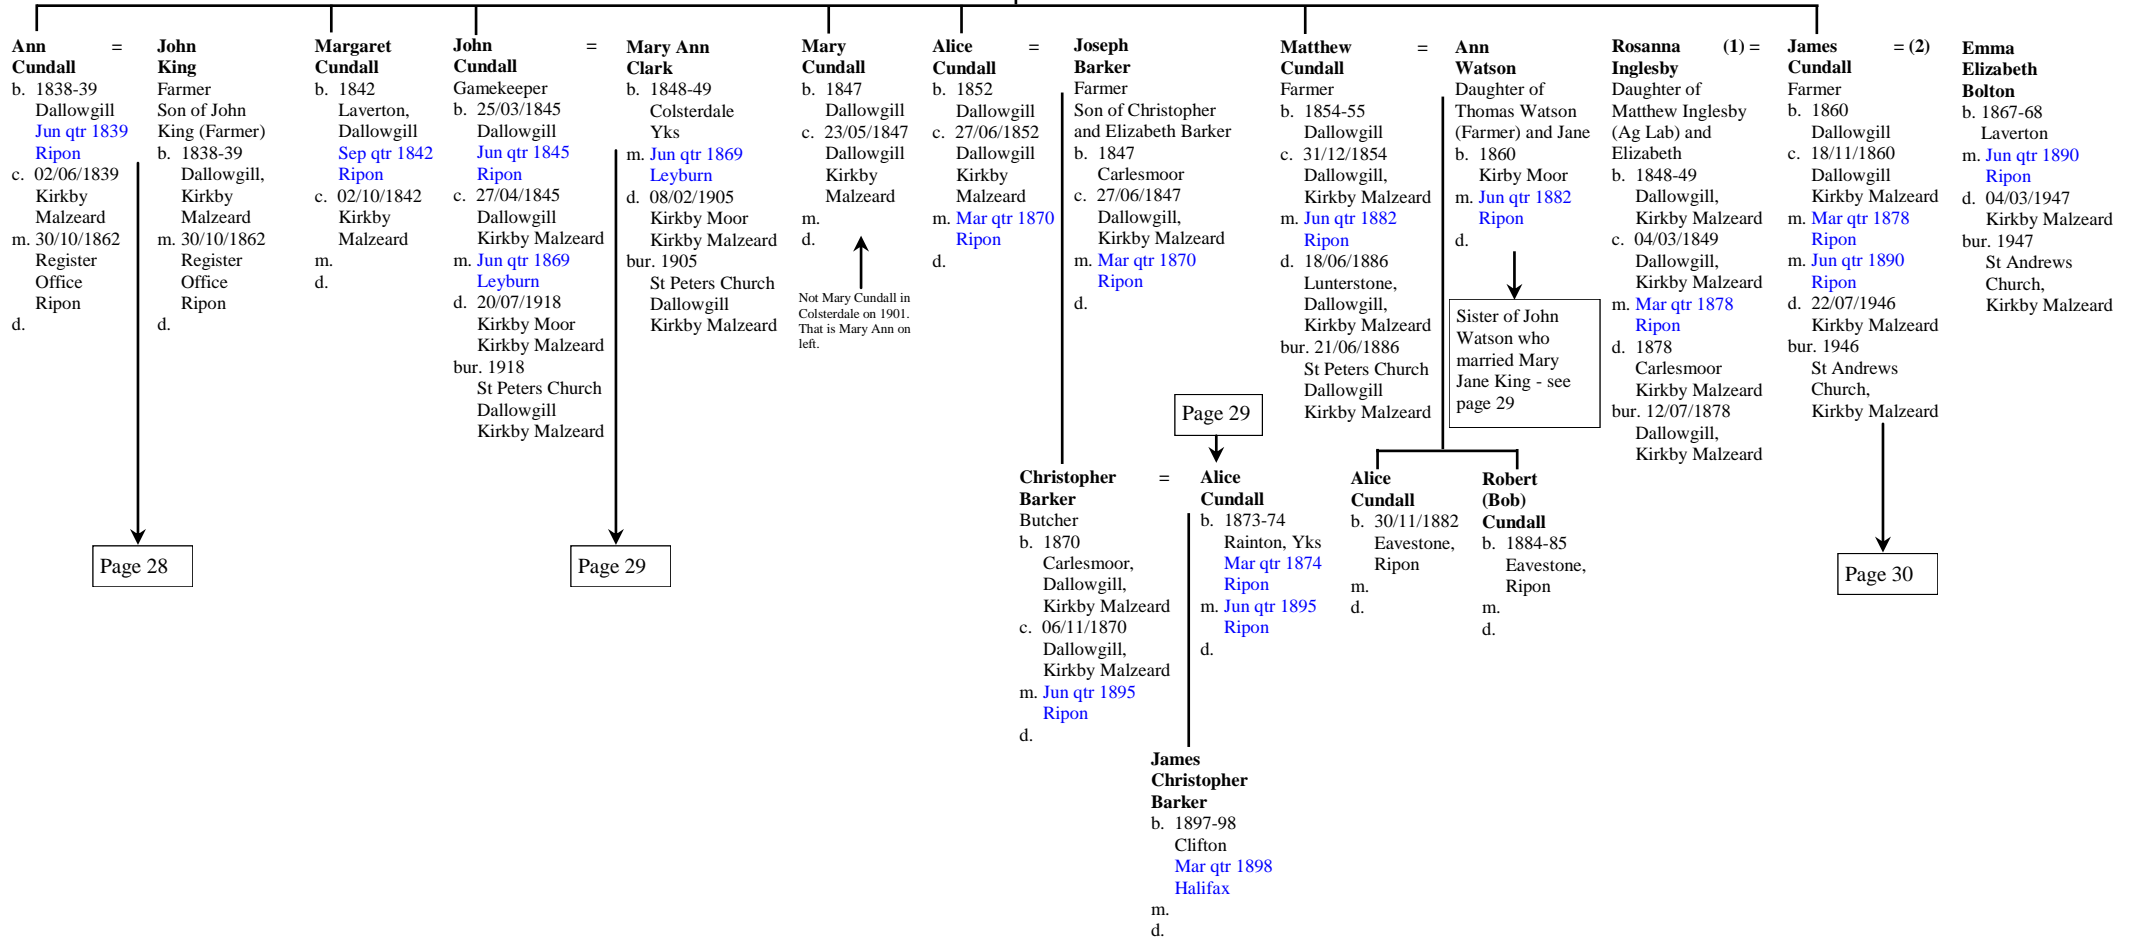 Ann =
Cundall
b. 1838-39
Dallowgill
Jun qtr 1839
Ripon
c. 02/06/1839
Kirkby
Malzeard
m. 30/10/1862
Register
Office
Ripon
d.
John
King
Farmer
Son of John
King (Farmer)
b. 1838-39
Dallowgill,
Kirkby
Malzeard
m. 30/10/1862
Register
Office
Ripon
d.
Page 28
Margaret
Cundall
b. 1842
Laverton,
Dallowgill
Sep qtr 1842
Ripon
c. 02/10/1842
Kirkby
Malzeard
m.
d.
John =
Cundall
Gamekeeper
b. 25/03/1845
Dallowgill
Jun qtr 1845
Ripon
c. 27/04/1845
Dallowgill
Kirkby Malzeard
m. Jun qtr 1869
Leyburn
d. 20/07/1918
Kirkby Moor
Kirkby Malzeard
bur. 1918
St Peters Church
Dallowgill
Kirkby Malzeard
Mary Ann
Clark
b. 1848-49
Colsterdale
Yks
m. Jun qtr 1869
Leyburn
d. 08/02/1905
Kirkby Moor
Kirkby Malzeard
bur. 1905
St Peters Church
Dallowgill
Kirkby Malzeard
Page 29
Mary
Cundall
b. 1847
Dallowgill
c. 23/05/1847
Dallowgill
Kirkby
Malzeard
m.
d.
Not Mary Cundall in
Colsterdale on 1901.
That is Mary Ann on
left.
Alice =
Cundall
b. 1852
Dallowgill
c. 27/06/1852
Dallowgill
Kirkby
Malzeard
m. Mar qtr 1870
Ripon
d.
Joseph
Barker
Farmer
Son of Christopher
and Elizabeth Barker
b. 1847
Carlesmoor
c. 27/06/1847
Dallowgill,
Kirkby Malzeard
m. Mar qtr 1870
Ripon
d.
Matthew =
Cundall
Farmer
b. 1854-55
Dallowgill
c. 31/12/1854
Dallowgill,
Kirkby Malzeard
m. Jun qtr 1882
Ripon
d. 18/06/1886
Lunterstone,
Dallowgill,
Kirkby Malzeard
bur. 21/06/1886
St Peters Church
Dallowgill
Kirkby Malzeard
Ann
Watson
Daughter of
Thomas Watson
(Farmer) and Jane
b. 1860
Kirby Moor
m. Jun qtr 1882
Ripon
d.
Sister of John
Watson who
married Mary
Jane King - see
page 29
Rosanna (1) =
Inglesby
Daughter of
Matthew Inglesby
(Ag Lab) and
Elizabeth
b. 1848-49
Dallowgill,
Kirkby Malzeard
c. 04/03/1849
Dallowgill,
Kirkby Malzeard
m. Mar qtr 1878
Ripon
d. 1878
Carlesmoor
Kirkby Malzeard
bur. 12/07/1878
Dallowgill,
Kirkby Malzeard
James = (2)
Cundall
Farmer
b. 1860
Dallowgill
c. 18/11/1860
Dallowgill
Kirkby Malzeard
m. Mar qtr 1878
Ripon
m. Jun qtr 1890
Ripon
d. 22/07/1946
Kirkby Malzeard
bur. 1946
St Andrews
Church,
Kirkby Malzeard
Page 30
Emma
Elizabeth
Bolton
b. 1867-68
Laverton
m. Jun qtr 1890
Ripon
d. 04/03/1947
Kirkby Malzeard
bur. 1947
St Andrews
Church,
Kirkby Malzeard
Christopher =
Barker
Butcher
b. 1870
Carlesmoor,
Dallowgill,
Kirkby Malzeard
c. 06/11/1870
Dallowgill,
Kirkby Malzeard
m. Jun qtr 1895
Ripon
d.
Page 29
Alice
Cundall
b. 1873-74
Rainton, Yks
Mar qtr 1874
Ripon
m. Jun qtr 1895
Ripon
d.
Alice
Cundall
b. 30/11/1882
Eavestone,
Ripon
m.
d.
Robert
(Bob)
Cundall
b. 1884-85
Eavestone,
Ripon
m.
d.
James
Christopher
Barker
b. 1897-98
Clifton
Mar qtr 1898
Halifax
m.
d.